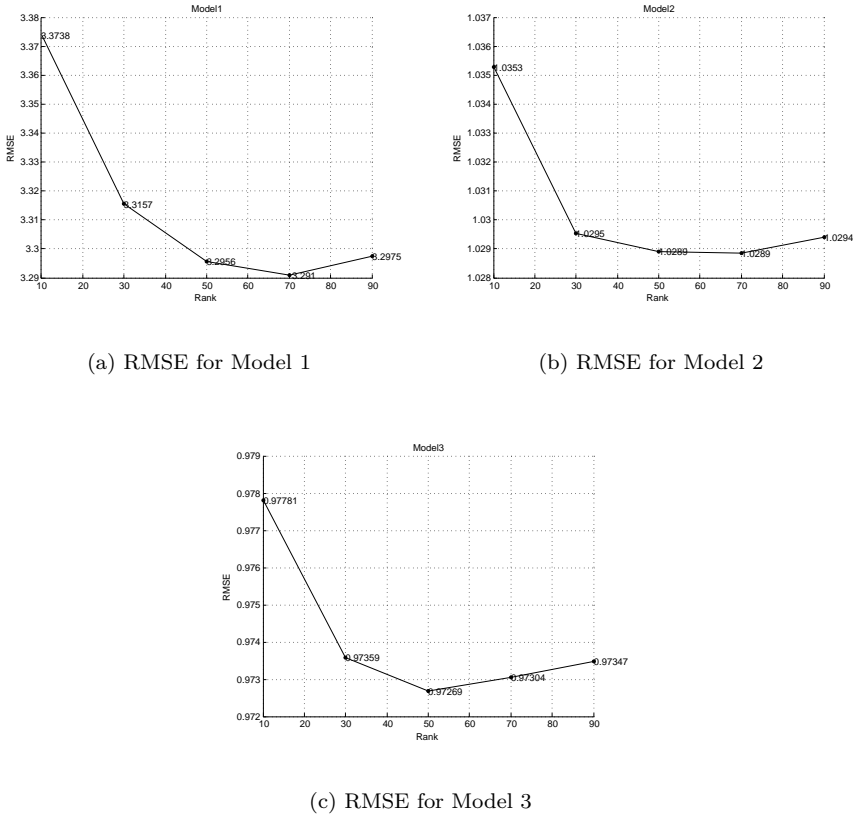 Model1
3.38
3.37
3.36
3.35
3.34
3.33
3.32
3.31
3.3
3.29
RMSE
3.3738
3.3157
3.2956
3.291
3.2975
10 20 30 40 50 60 70 80 90
Rank
(a) RMSE for Model 1
Model2
1.037
1.036
1.035
1.034
1.033
1.032
1.031
1.03
1.029
1.028
RMSE
1.0353
1.0295
1.0289
1.0289
1.0294
10 20 30 40 50 60 70 80 90
Rank
(b) RMSE for Model 2
Model3
0.979
0.978
0.977
0.976
0.975
0.974
0.973
0.972
RMSE
0.97781
0.97359
0.97269
0.97304
0.97347
10 20 30 40 50 60 70 80 90
Rank
(c) RMSE for Model 3